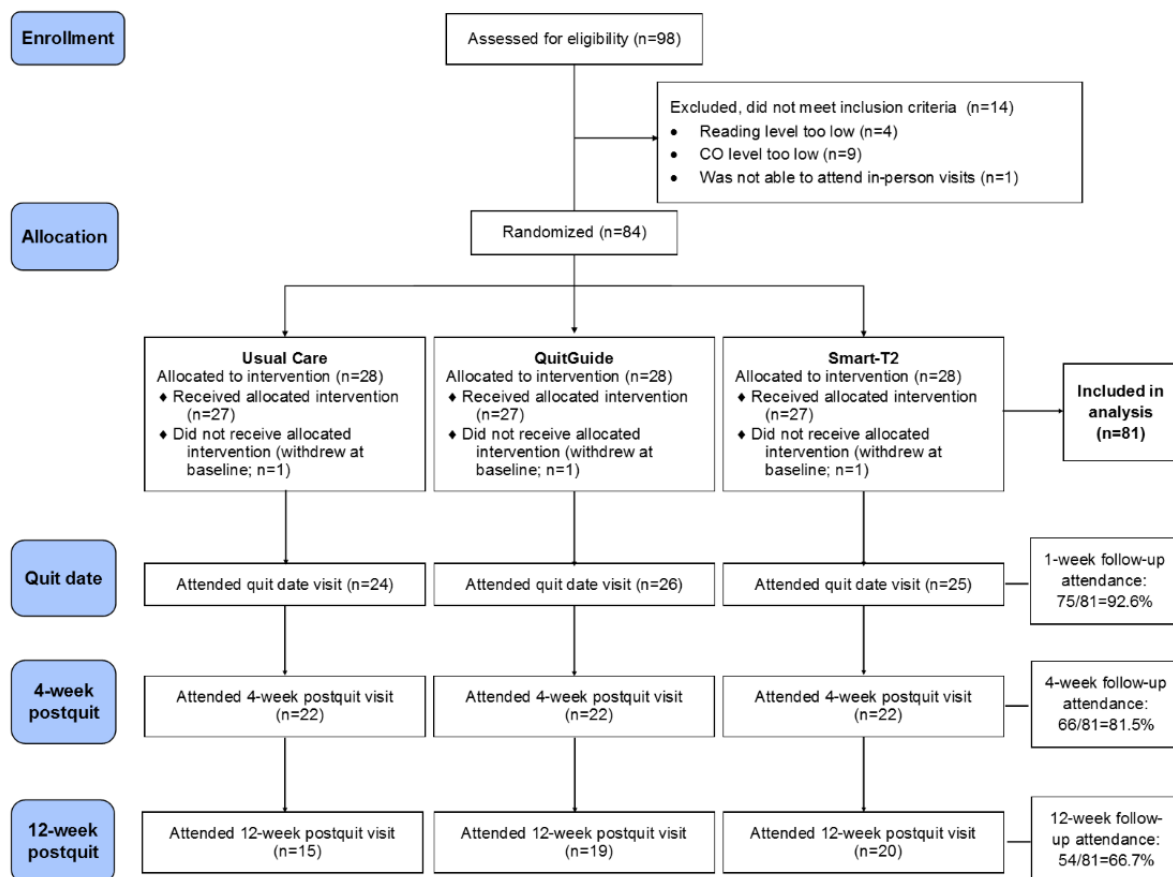 Enrollment
Assessed for eligibility (n=98)
Excluded, did not meet inclusion criteria (n=14)
• Reading level too low (n=4)
• CO level too low (n=9)
• Was not able to attend in-person visits (n=1)
Allocation
Randomized (n=84)
Usual Care
Allocated to intervention (n=28)
♦ Received allocated intervention
(n=27)
♦ Did not receive allocated
intervention (withdrew at
baseline; n=1)
QuitGuide
Allocated to intervention (n=28)
♦ Received allocated intervention
(n=27)
♦ Did not receive allocated
intervention (withdrew at
baseline; n=1)
Smart-T2
Allocated to intervention (n=28)
♦ Received allocated intervention
(n=27)
♦ Did not receive allocated
intervention (withdrew at
baseline; n=1)
Included in
analysis
(n=81)
Quit date
Attended quit date visit (n=24)
Attended quit date visit (n=26)
Attended quit date visit (n=25)
1-week follow-up
attendance:
75/81=92.6%
4-week
postquit
Attended 4-week postquit visit
(n=22)
Attended 4-week postquit visit
(n=22)
Attended 4-week postquit visit
(n=22)
4-week follow-up
attendance:
66/81=81.5%
12-week
postquit
Attended 12-week postquit visit
(n=15)
Attended 12-week postquit visit
(n=19)
Attended 12-week postquit visit
(n=20)
12-week follow-
up attendance:
54/81=66.7%